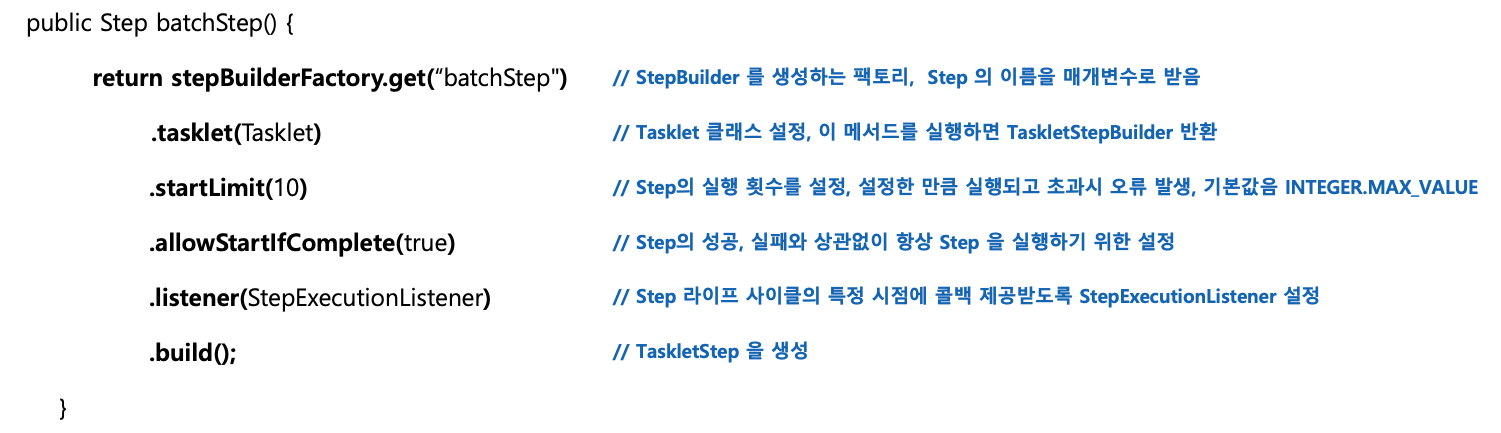 public Step batchStep() {
return stepBuilderFactory.get(“batchStep") // StepBuilder 를 생성하는 팩토리, Step 의 이름을 매개변수로 받음
.tasklet(Tasklet) // Tasklet 클래스 설정, 이 메서드를 실행하면 TaskletStepBuilder 반환
.startLimit(10) // Step의 실행 횟수를 설정, 설정한 만큼 실행되고 초과시 오류 발생, 기본값음 INTEGER.MAX_VALUE
.allowStartIfComplete(true) // Step의 성공, 실패와 상관없이 항상 Step 을 실행하기 위한 설정
.listener(StepExecutionListener) // Step 라이프 사이클의 특정 시점에 콜백 제공받도록 StepExecutionListener 설정
.build(); // TaskletStep 을 생성
}